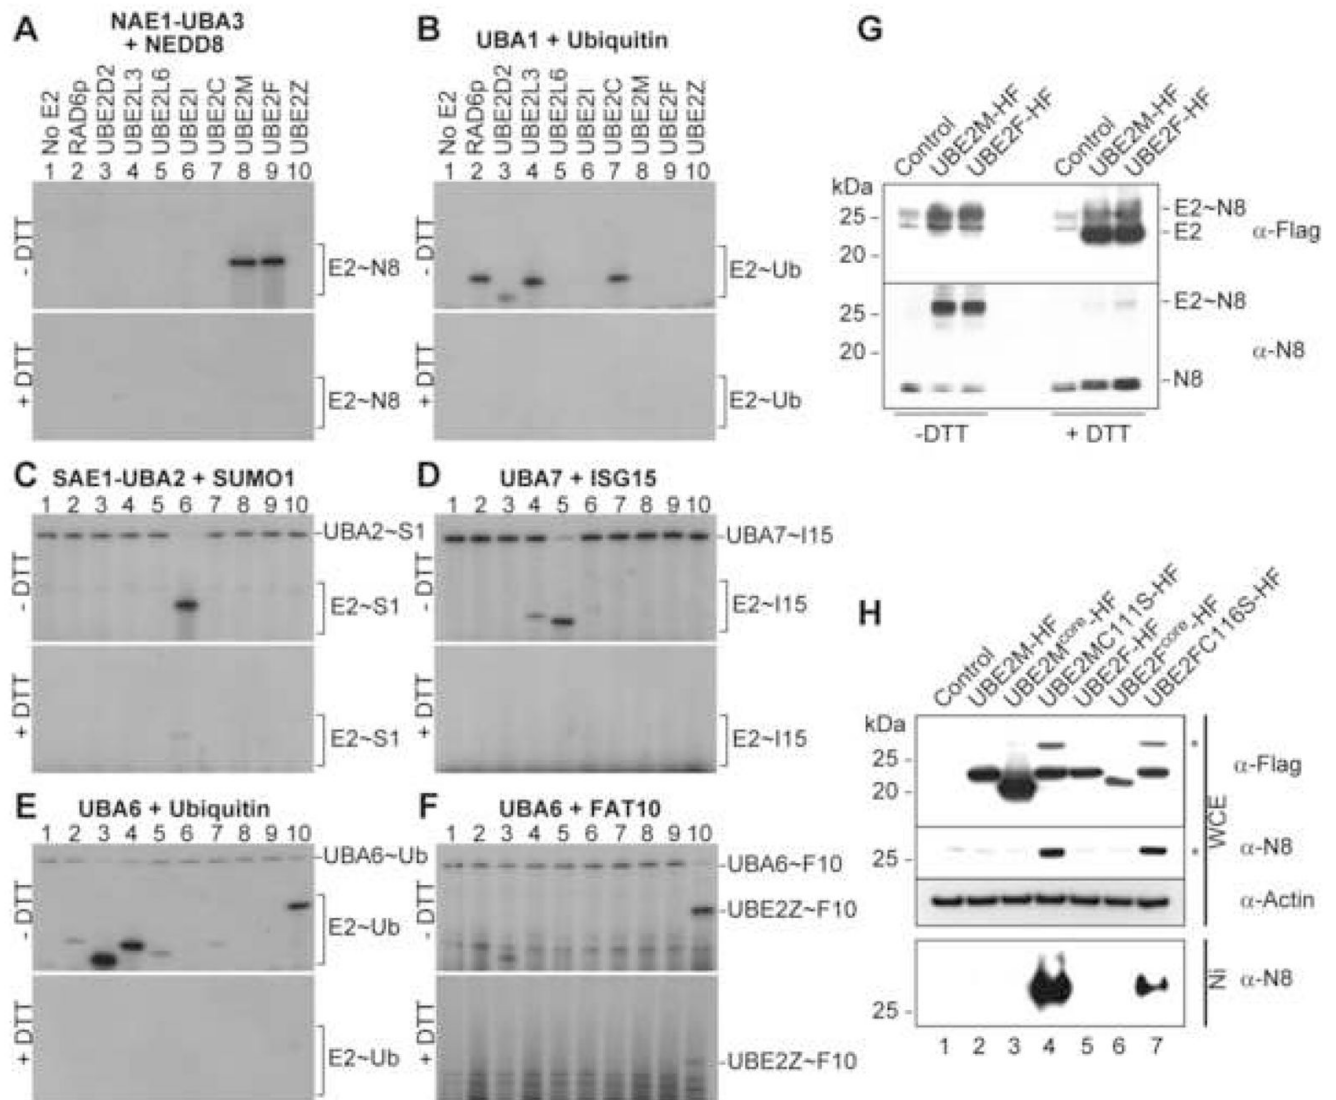 A
NAE1-UBA3
+ NEDD8
No E2
RAD6p
UBE2D2
UBE2L3
UBE2L6
UBE2I
UBE2C
UBE2M
UBE2F
UBE2Z
1 2 3 4 5 6 7 8 9 10
- DTT
E2~N8
+ DTT
E2~N8
B
UBA1 + Ubiquitin
No E2
RAD6p
UBE2D2
UBE2L3
UBE2L6
UBE2I
UBE2C
UBE2M
UBE2F
UBE2Z
1 2 3 4 5 6 7 8 9 10
- DTT
E2~Ub
+ DTT
E2~Ub
C
SAE1-UBA2 + SUMO1
1 2 3 4 5 6 7 8 9 10
UBA2~S1
- DTT
E2~S1
+ DTT
E2~S1
D
UBA7 + ISG15
1 2 3 4 5 6 7 8 9 10
UBA7~I15
- DTT
E2~I15
+ DTT
E2~I15
E
UBA6 + Ubiquitin
1 2 3 4 5 6 7 8 9 10
UBA6~Ub
- DTT
E2~Ub
+ DTT
E2~Ub
F
UBA6 + FAT10
1 2 3 4 5 6 7 8 9 10
UBA6~F10
- DTT
UBE2Z~F10
+ DTT
UBE2Z~F10
G
Control
UBE2M-HF
UBE2F-HF
Control
UBE2M-HF
UBE2F-HF
kDa
25 -
20 -
- E2~N8
- E2
α-Flag
25 -
20 -
- E2~N8
- N8
α-N8
-DTT
+ DTT
H
Control
UBE2M-HF
UBE2Mcore-HF
UBE2MC111S-HF
UBE2F-HF
UBE2Fcore-HF
UBE2FC116S-HF
kDa
25 -
20 -
*
α-Flag
25 -
*
α-N8
α-Actin
WCE
25 -
α-N8
Ni
1 2 3 4 5 6 7